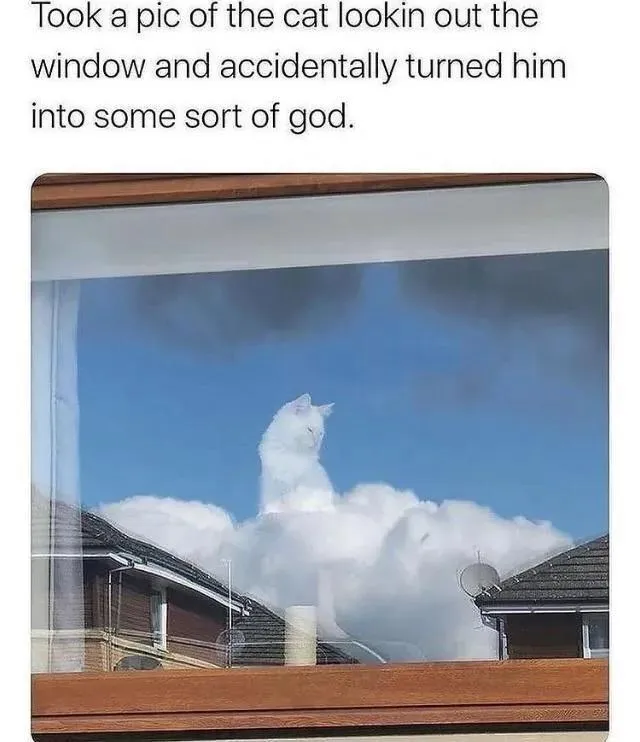 Took a pic of the cat lookin out the
window and accidentally turned him
into some sort of god.